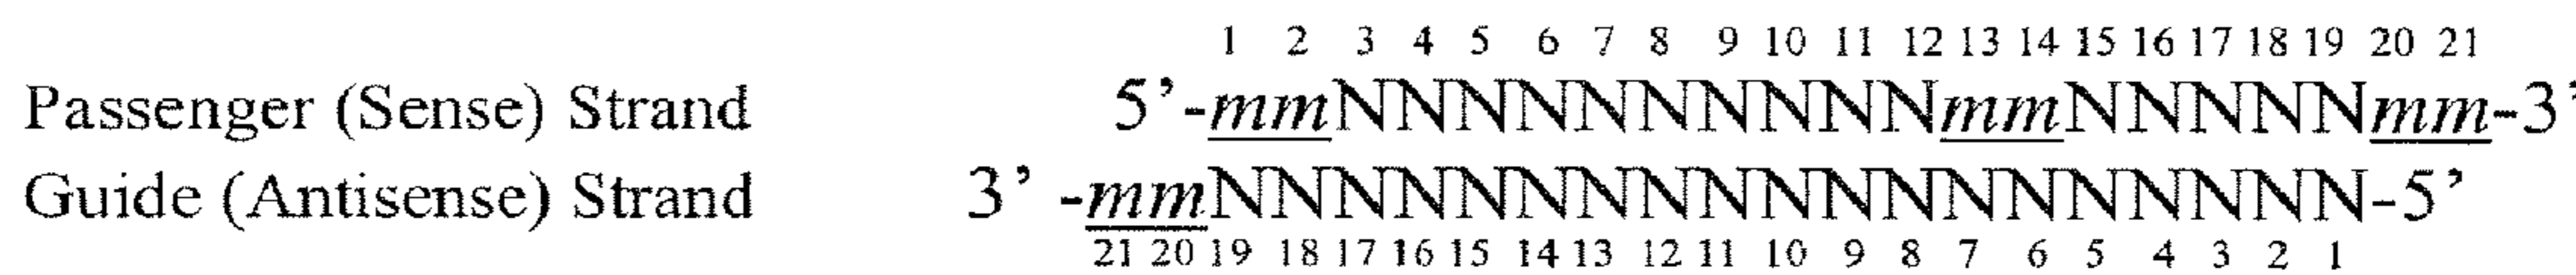 1 2 3 4 5 6 7 8 9 10 11 12 13 14 15 16 17 18 19 20 21
Passenger (Sense) Strand 5’-mmNNNNNNNNNNmmNNNNNmm-3’
Guide (Antisense) Strand 3’ -mmNNNNNNNNNNNNNNNNNNN-5’
21 20 19 18 17 16 15 14 13 12 11 10 9 8 7 6 5 4 3 2 1